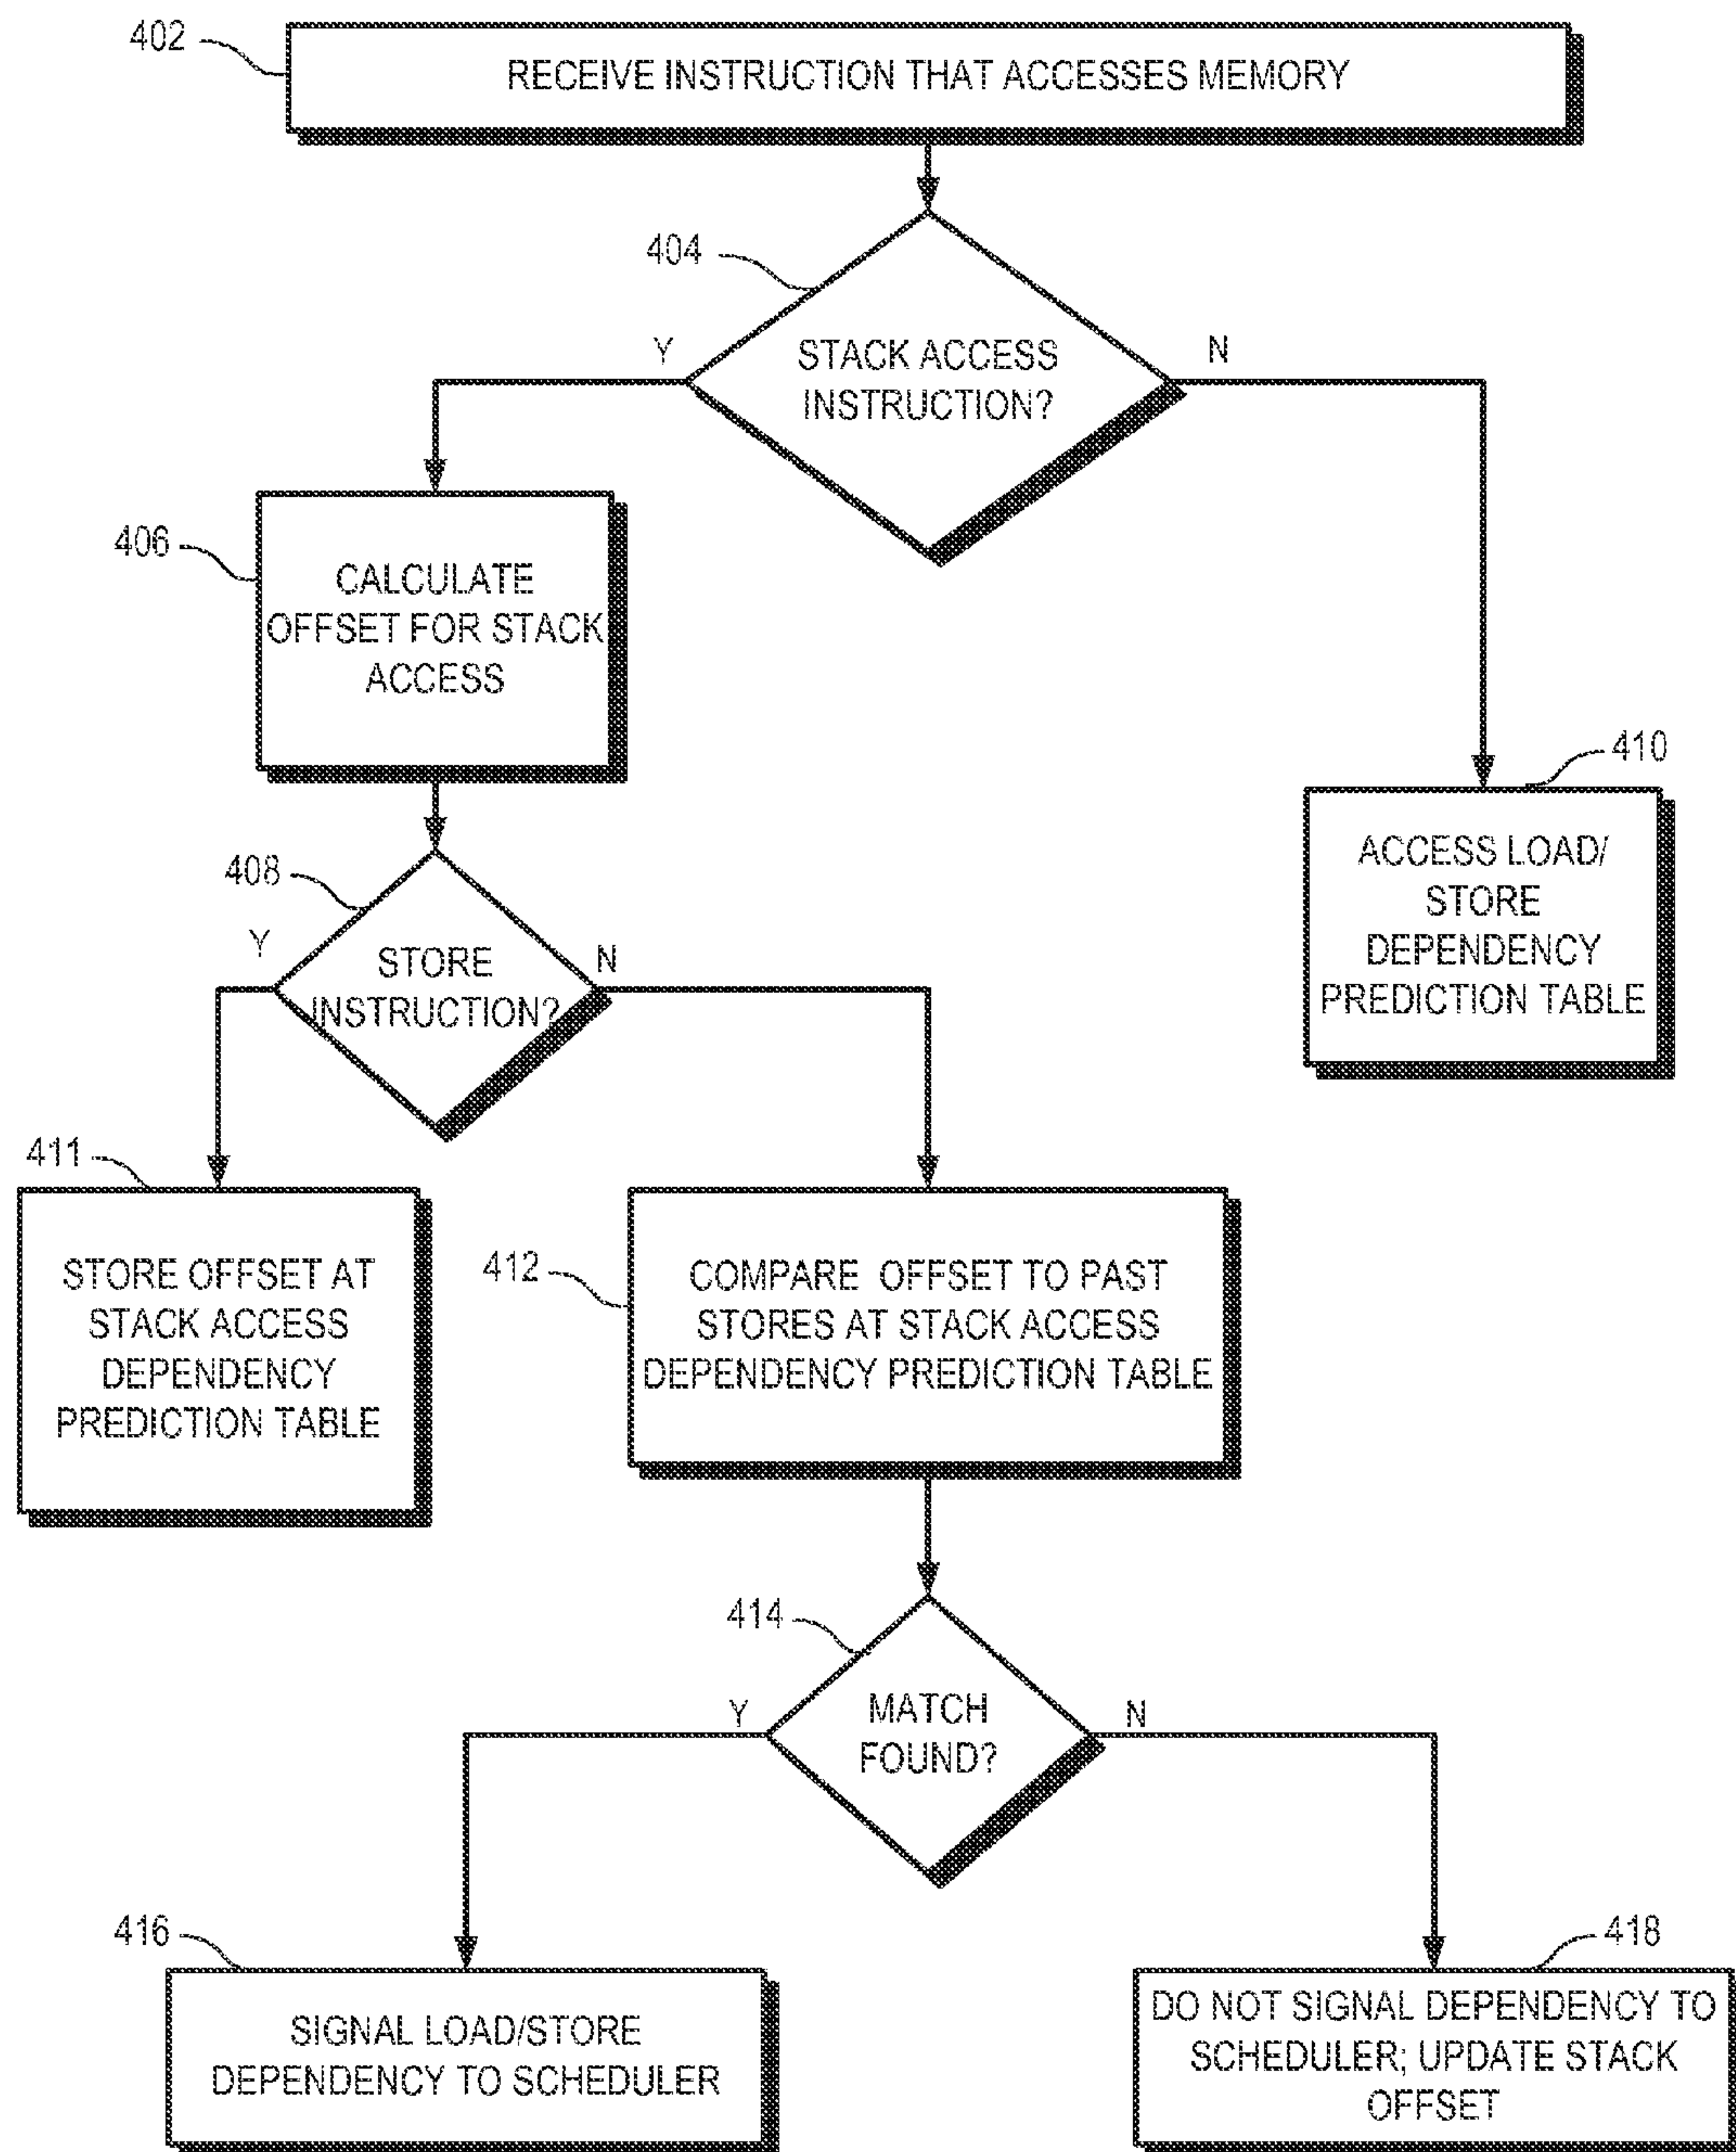 402
RECEIVE INSTRUCTION THAT ACCESSES MEMORY
404
Y
STACK ACCESS
INSTRUCTION?
N
406
CALCULATE
OFFSET FOR STACK
ACCESS
410
ACCESS LOAD/
STORE
DEPENDENCY
PREDICTION TABLE
408
Y
STORE
INSTRUCTION?
N
411
STORE OFFSET AT
STACK ACCESS
DEPENDENCY
PREDICTION TABLE
412
COMPARE OFFSET TO PAST
STORES AT STACK ACCESS
DEPENDENCY PREDICTION TABLE
414
Y
MATCH
FOUND?
N
416
SIGNAL LOAD/STORE
DEPENDENCY TO SCHEDULER
418
DO NOT SIGNAL DEPENDENCY TO
SCHEDULER; UPDATE STACK
OFFSET